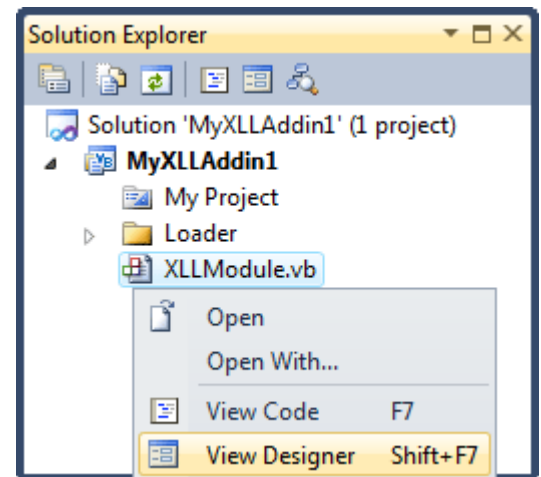 Solution Explorer
Solution 'MyXLLAddin1' (1 project)
MyXLLAddin1
My Project
Loader
XLLModule.vb
Open
Open With...
View Code F7
View Designer Shift+F7